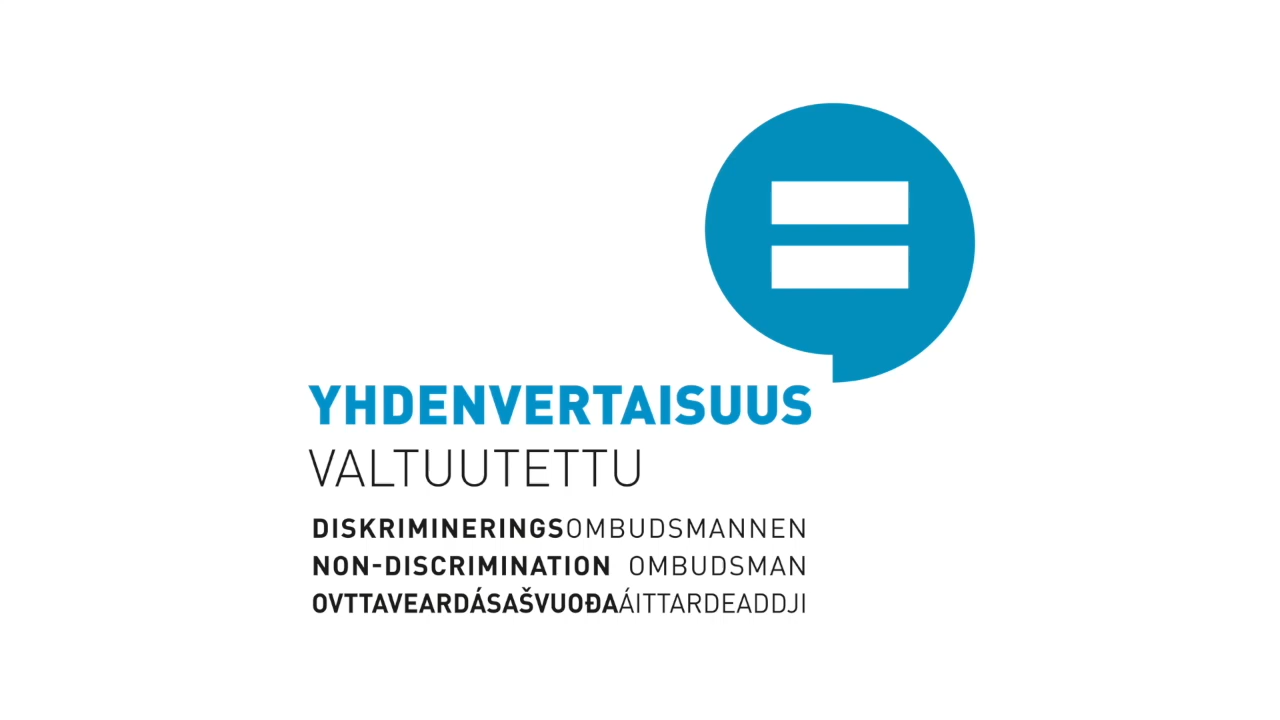 YHDENVERTAISUUS
VALTUUTETTU
DISKRIMINERINGSOMBUDSMANNEN
NON-DISCRIMINATION OMBUDSMAN
OVTTAVEARDÁSAŠVUOĐAÁITTARDEADDJI